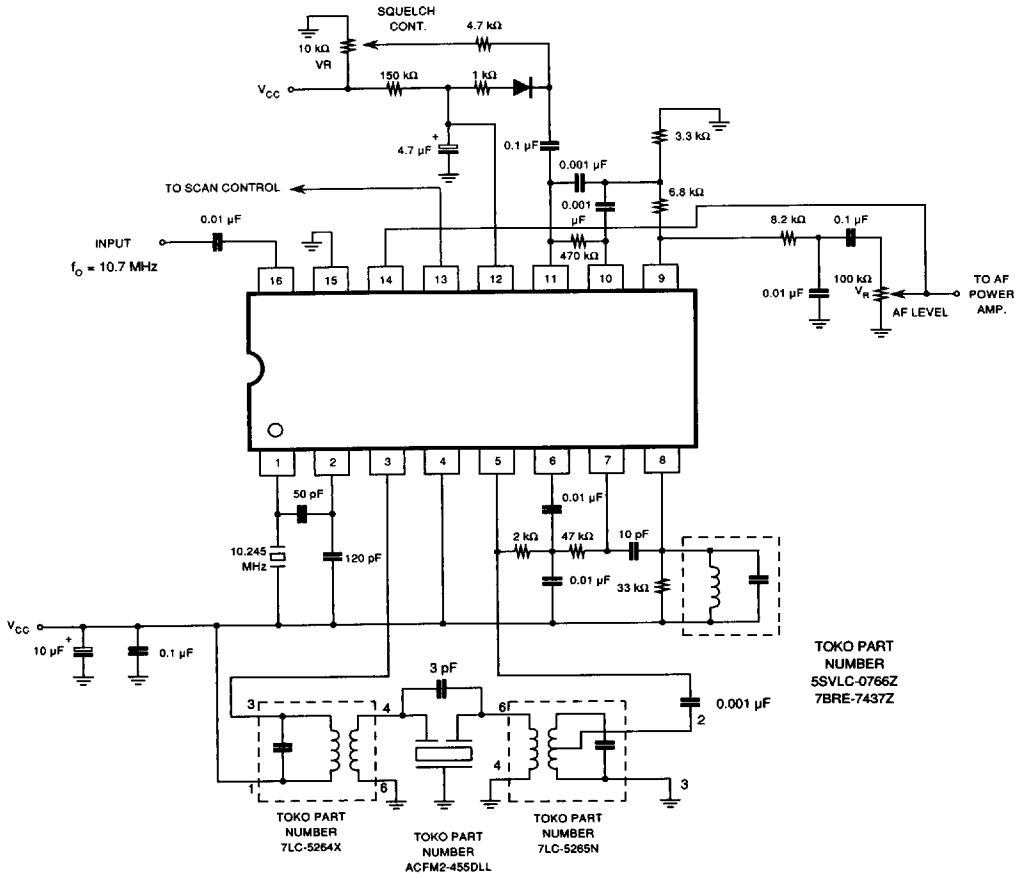 SQUELCH
CONT.
4.7 kΩ
10 kΩ
VR
150 kΩ
1 kΩ
VCC
+
4.7 µF
0.1 µF
3.3 kΩ
0.001 µF
TO SCAN CONTROL
0.001
µF
6.8 kΩ
0.01 µF
8.2 kΩ
0.1 µF
INPUT
470 kΩ
fO = 10.7 MHz
16
15
14
13
12
11
10
9
0.01 µF
100 kΩ
VR
AF LEVEL
TO AF
POWER
AMP.
1
2
3
4
5
6
7
8
50 pF
0.01 µF
10.245
MHz
120 pF
2 kΩ
47 kΩ
10 pF
0.01 µF
33 kΩ
VCC
+
10 µF
0.1 µF
TOKO PART
NUMBER
5SVLC-0766Z
7BRE-7437Z
3 pF
3
4
6
2
0.001 µF
1
6
4
3
TOKO PART
NUMBER
7LC-5264X
TOKO PART
NUMBER
ACFM2-455DLL
TOKO PART
NUMBER
7LC-5265N